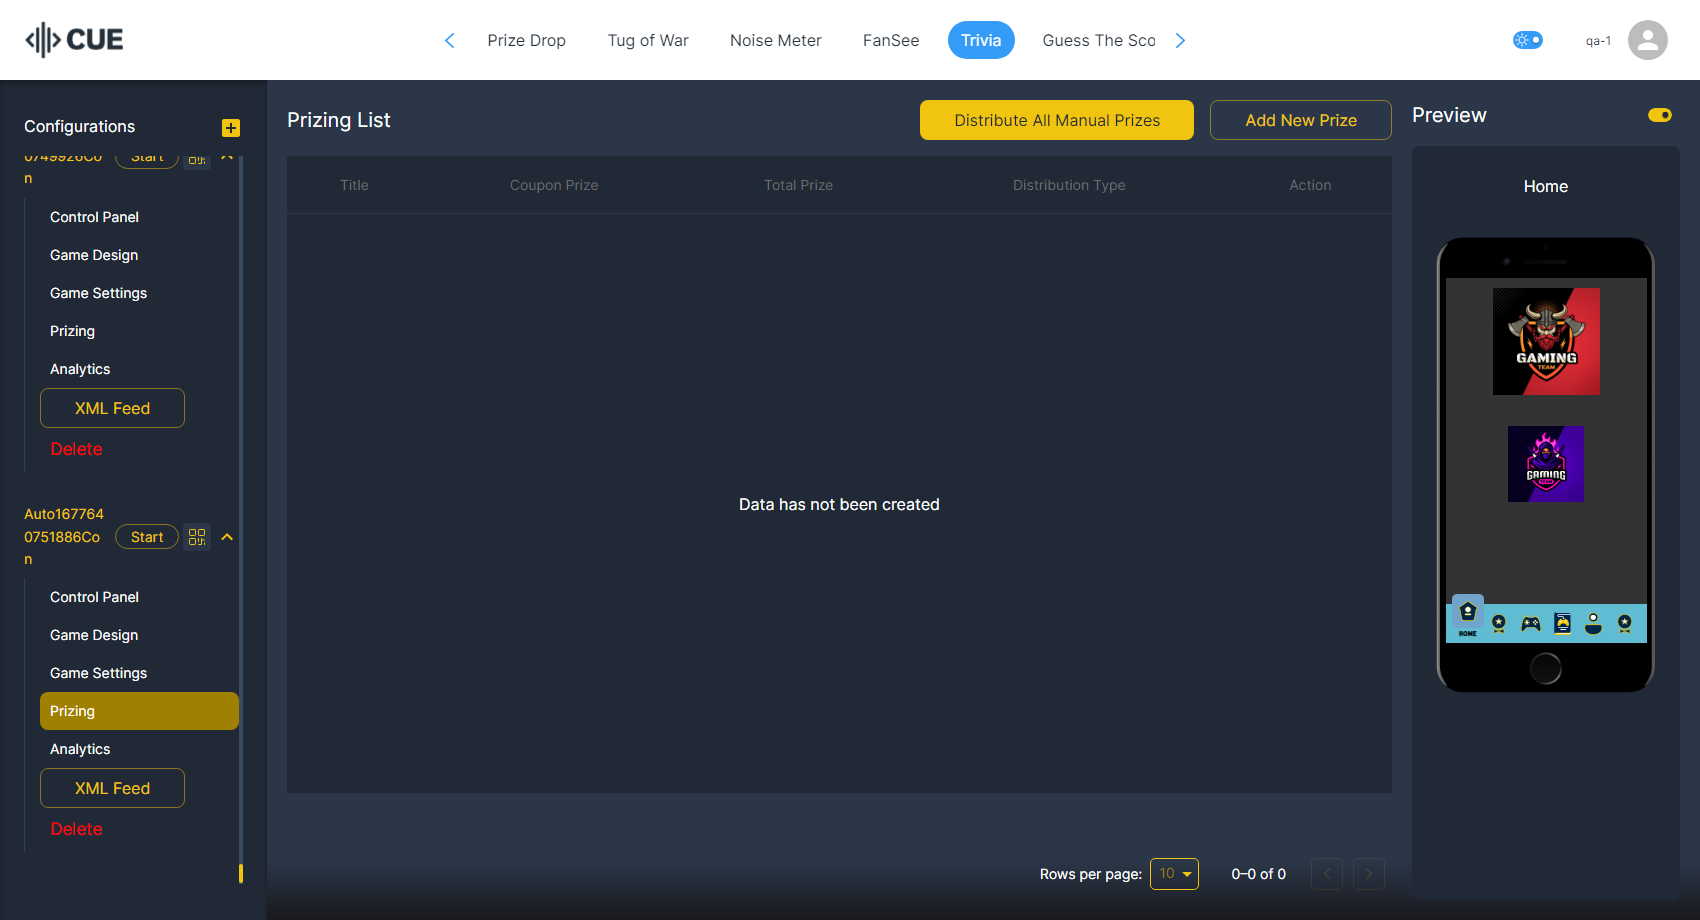 CUE
Prize Drop
Tug of War
Noise Meter
FanSee
Trivia
Guess The Sco
qa-1
Configurations
0749926Co
n
Start
Control Panel
Game Design
Game Settings
Prizing
Analytics
XML Feed
Delete
Auto167764
0751886Co
n
Start
Control Panel
Game Design
Game Settings
Prizing
Analytics
XML Feed
Delete
Prizing List
Distribute All Manual Prizes
Add New Prize
Title
Coupon Prize
Total Prize
Distribution Type
Action
Data has not been created
Rows per page:
10
0–0 of 0
Preview
Home
GAMING
TEAM
GAMING
TEAM
HOME